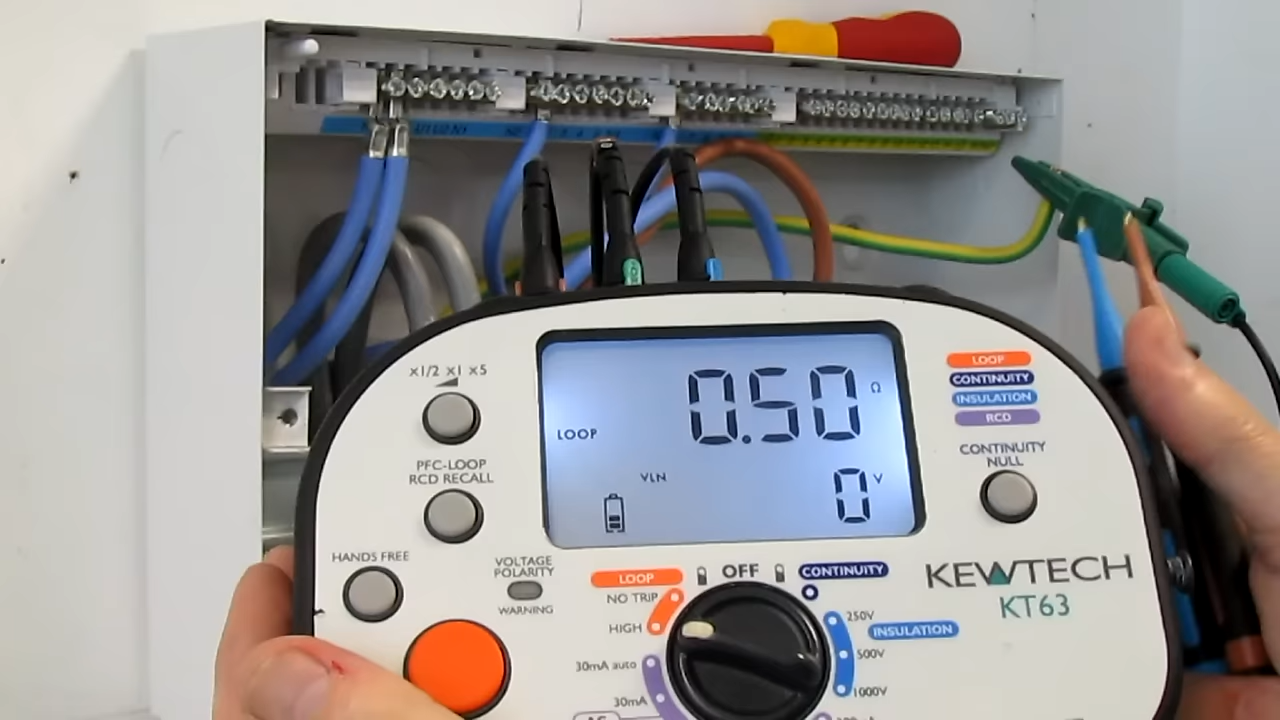 x1/2 x1 x5
PFC-LOOP
RCD RECALL
HANDS FREE
VOLTAGE
POLARITY
WARNING
LOOP
0.50 Ω
VLN
0 V
LOOP
CONTINUITY
INSULATION
RCD
CONTINUITY
NULL
KEWTECH
KT63
LOOP
OFF
CONTINUITY
NO TRIP
HIGH
30mA auto
30mA
250V
INSULATION
500V
1000V